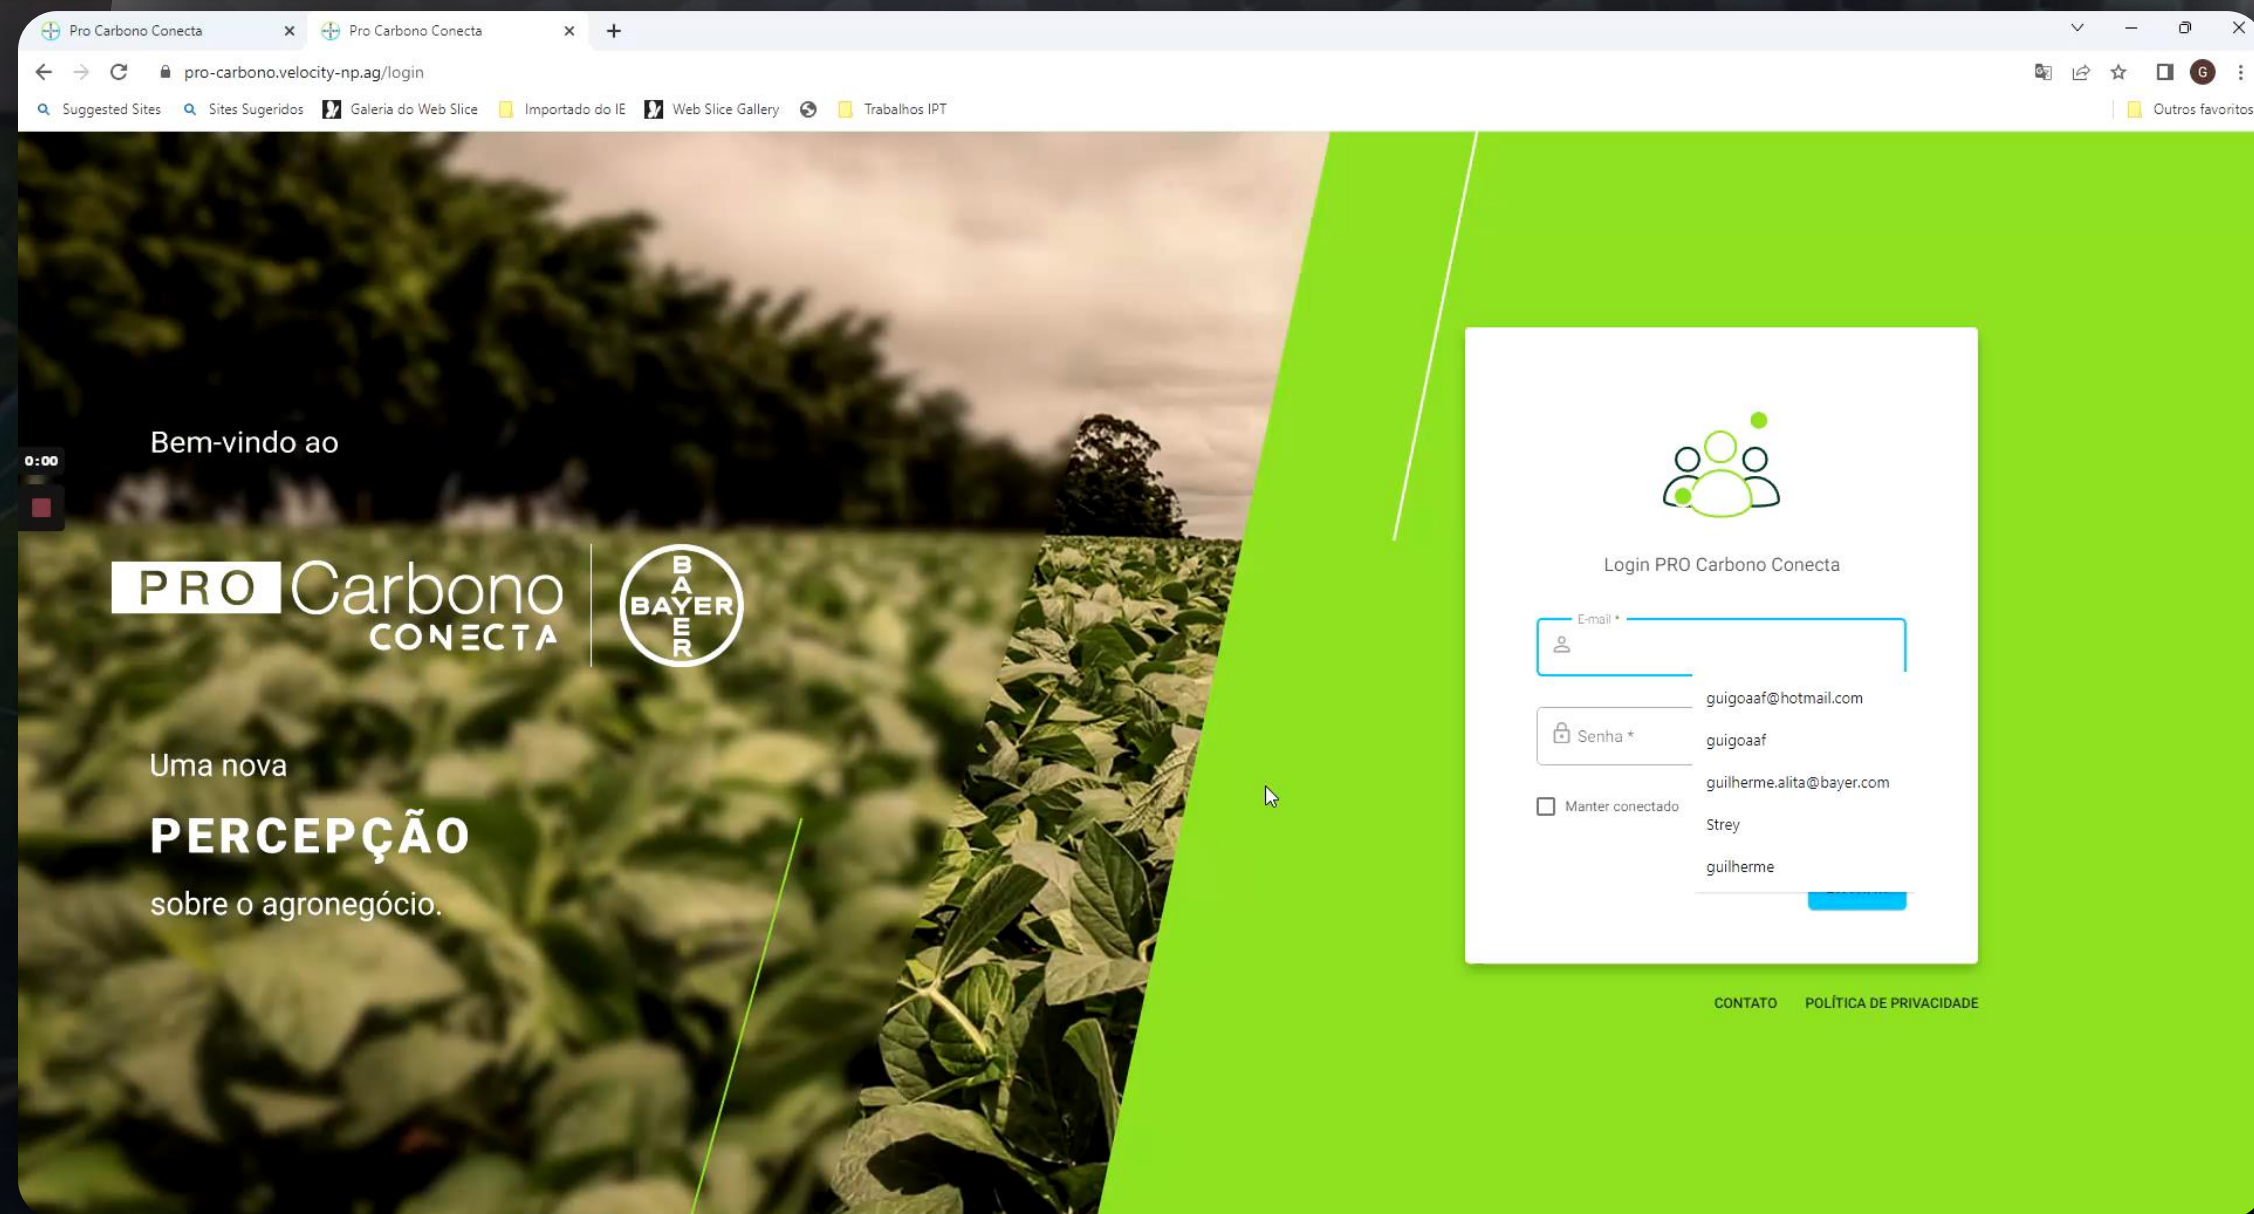 Pro Carbono Conecta
Pro Carbono Conecta
pro-carbono.velocity-np.ag/login
G
Suggested Sites
Sites Sugeridos
Galeria do Web Slice
Importado do IE
Web Slice Gallery
Trabalhos IPT
Outros favoritos
Bem-vindo ao
0:00
PRO Carbono
CONECTA
BAYER
BAYER
Uma nova
PERCEPÇÃO
sobre o agronegócio.
Login PRO Carbono Conecta
E-mail *
guigoaaf@hotmail.com
Senha *
guigoaaf
guilherme.alita@bayer.com
Manter conectado
Strey
guilherme
CONTATO
POLÍTICA DE PRIVACIDADE